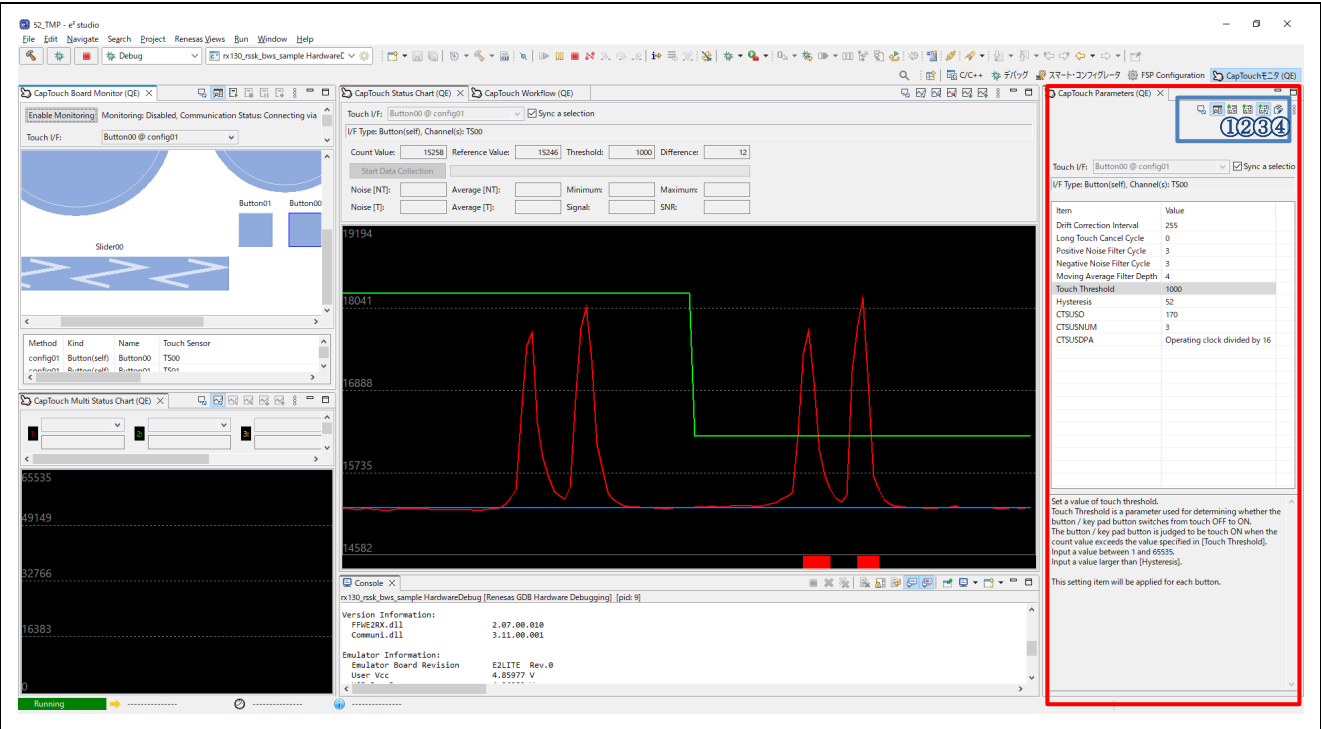 52_TMP - e² studio
File Edit Navigate Search Project Renesas Views Run Window Help
Debug
rx130_rssk_bws_sample HardwareD
C/C++
デバッグ
スマート・コンフィグレータ
FSP Configuration
CapTouchモニタ (QE)
CapTouch Board Monitor (QE)
Enable Monitoring Monitoring: Disabled, Communication Status: Connecting via
Touch I/F: Button00 @ config01
Button01 Button00
Slider00
Method Kind Name Touch Sensor
config01 Button(self) Button00 TS00
config01 Button(self) Button01 TS01
CapTouch Multi Status Chart (QE)
1: 2: 3:
65535
49149
32766
16383
0
CapTouch Status Chart (QE) CapTouch Workflow (QE)
Touch I/F: Button00 @ config01 Sync a selection
I/F Type: Button(self), Channel(s): TS00
Count Value: 15258 Reference Value: 15246 Threshold: 1000 Difference: 12
Start Data Collection
Noise [NT]: Average [NT]: Minimum: Maximum:
Noise [T]: Average [T]: Signal: SNR:
19194
18041
16888
15735
14582
Console
rx130_rssk_bws_sample HardwareDebug [Renesas GDB Hardware Debugging] [pid: 9]
Version Information:
FFWE2RX.dll 2.07.00.010
Communi.dll 3.11.00.001
Emulator Information:
Emulator Board Revision E2LITE Rev.0
User Vcc 4.85977 V
CapTouch Parameters (QE)
①②③④
Touch I/F: Button00 @ config01 Sync a selectio
I/F Type: Button(self), Channel(s): TS00
Item Value
Drift Correction Interval 255
Long Touch Cancel Cycle 0
Positive Noise Filter Cycle 3
Negative Noise Filter Cycle 3
Moving Average Filter Depth 4
Touch Threshold 1000
Hysteresis 52
CTSUSO 170
CTSUSNUM 3
CTSUSDPA Operating clock divided by 16
Set a value of touch threshold.
Touch Threshold is a parameter used for determining whether the
button / key pad button switches from touch OFF to ON.
The button / key pad button is judged to be touch ON when the
count value exceeds the value specified in [Touch Threshold].
Input a value between 1 and 65535.
Input a value larger than [Hysteresis].
This setting item will be applied for each button.
Running --------------- --------------- ---------------